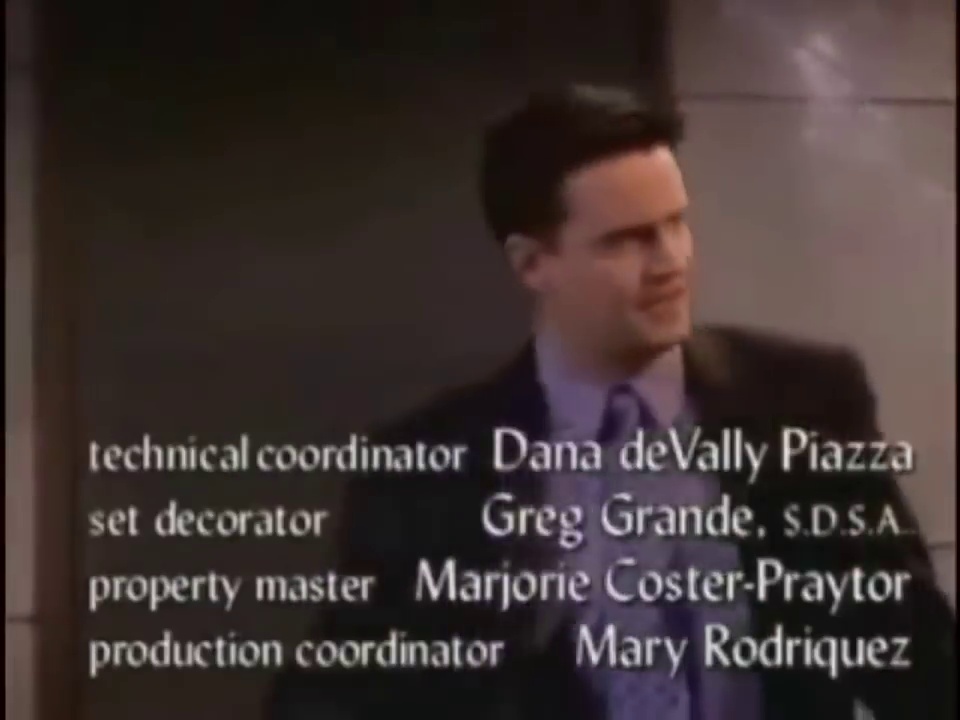 technical coordinator Dana deVally Piazza
set decorator Greg Grande, S.D.S.A.
property master Marjorie Coster-Praytor
production coordinator Mary Rodriquez